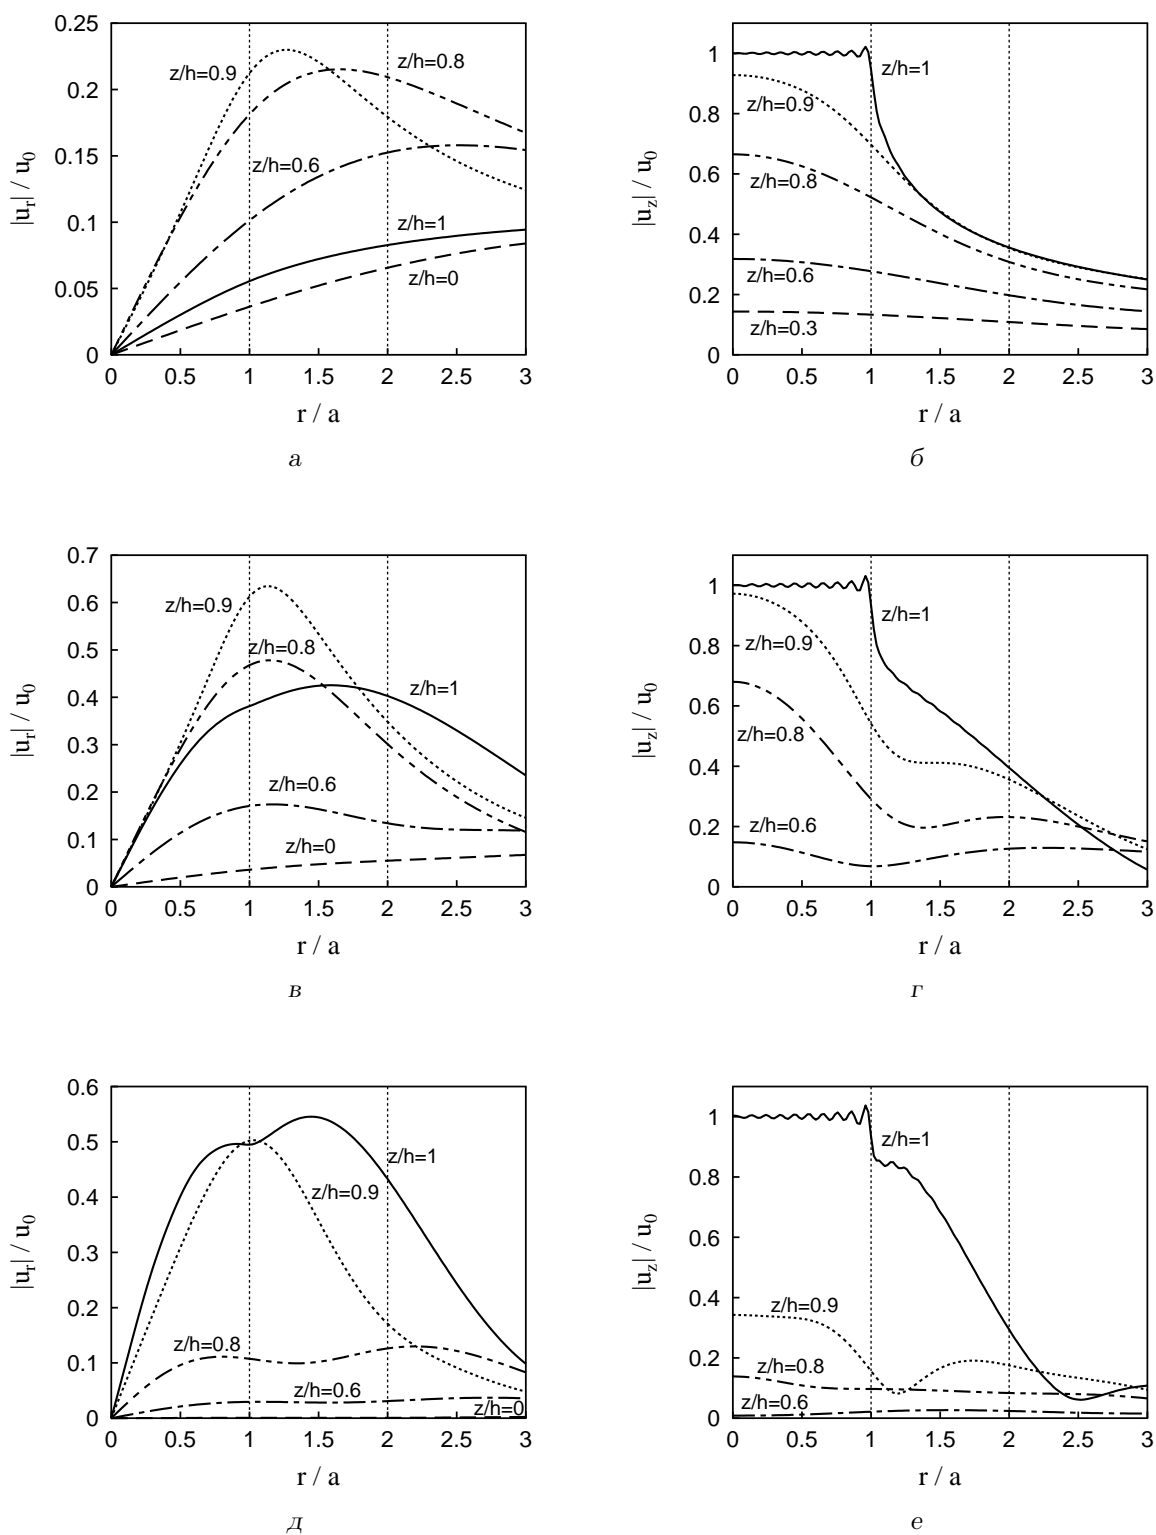 0.25
0.2
0.15
0.1
0.05
0
0 0.5 1 1.5 2 2.5 3
|u_r| / u_0
r / a
z/h=0.9
z/h=0.8
z/h=0.6
z/h=1
z/h=0
а
1
0.8
0.6
0.4
0.2
0
0 0.5 1 1.5 2 2.5 3
|u_z| / u_0
r / a
z/h=1
z/h=0.9
z/h=0.8
z/h=0.6
z/h=0.3
б
0.7
0.6
0.5
0.4
0.3
0.2
0.1
0
0 0.5 1 1.5 2 2.5 3
|u_r| / u_0
r / a
z/h=0.9
z/h=0.8
z/h=1
z/h=0.6
z/h=0
в
1
0.8
0.6
0.4
0.2
0
0 0.5 1 1.5 2 2.5 3
|u_z| / u_0
r / a
z/h=1
z/h=0.9
z/h=0.8
z/h=0.6
г
0.6
0.5
0.4
0.3
0.2
0.1
0
0 0.5 1 1.5 2 2.5 3
|u_r| / u_0
r / a
z/h=1
z/h=0.9
z/h=0.8
z/h=0.6
z/h=0
д
1
0.8
0.6
0.4
0.2
0
0 0.5 1 1.5 2 2.5 3
|u_z| / u_0
r / a
z/h=1
z/h=0.9
z/h=0.8
z/h=0.6
е